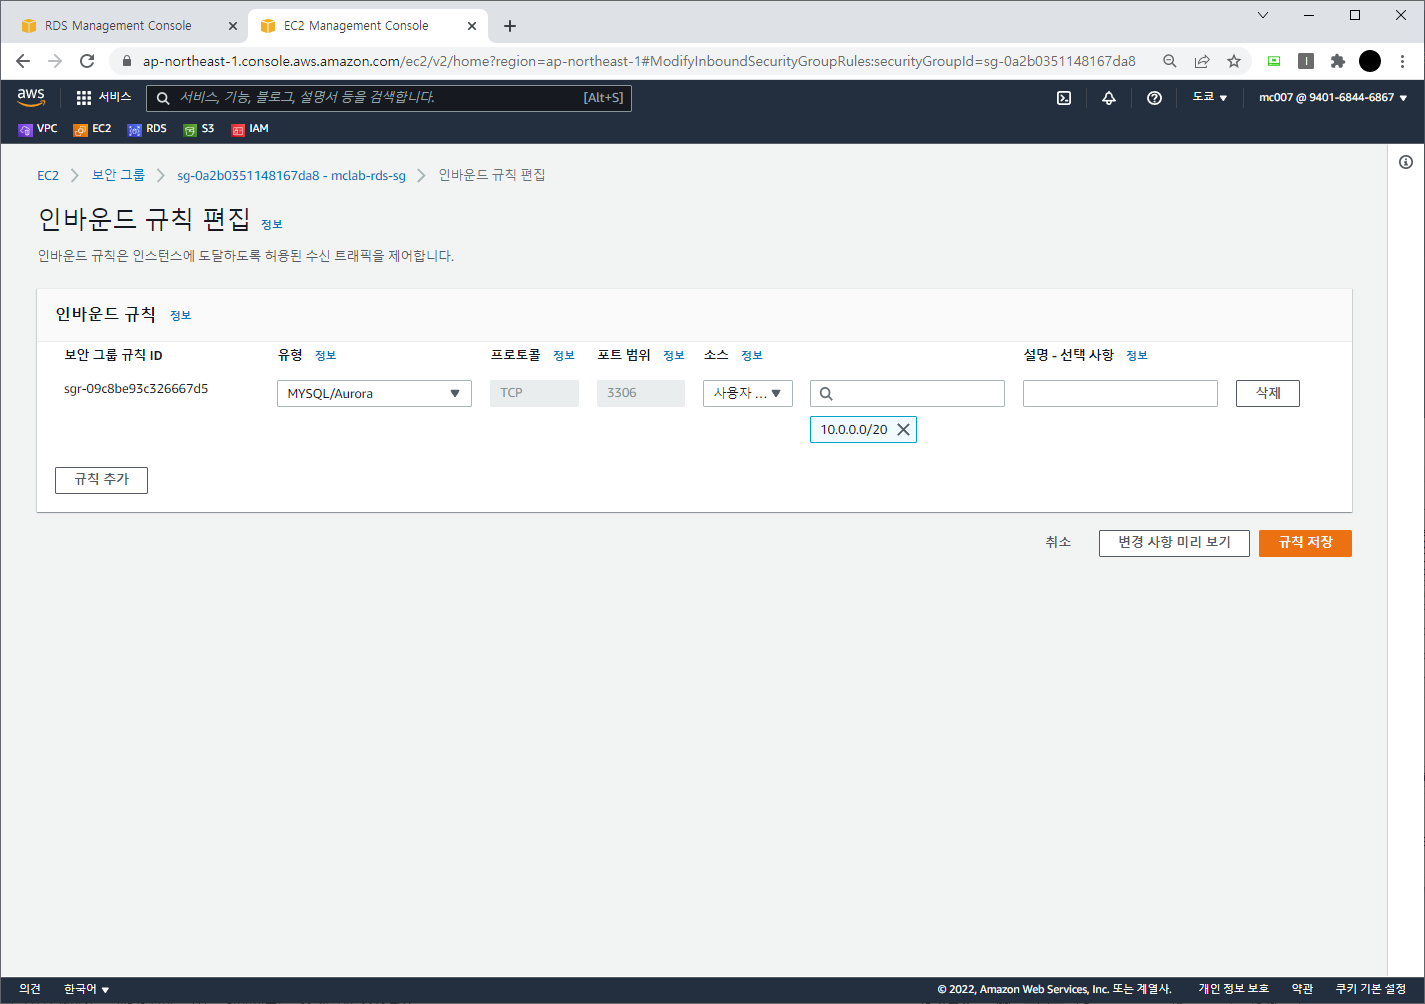 RDS Management Console
EC2 Management Console
ap-northeast-1.console.aws.amazon.com/ec2/v2/home?region=ap-northeast-1#ModifyInboundSecurityGroupRules:securityGroupId=sg-0a2b0351148167da8
aws 서비스 서비스, 기능, 블로그, 설명서 등을 검색합니다. [Alt+S] 도쿄 mc007 @ 9401-6844-6867
VPC EC2 RDS S3 IAM
EC2 보안 그룹 sg-0a2b0351148167da8 - mclab-rds-sg 인바운드 규칙 편집
인바운드 규칙 편집 정보
인바운드 규칙은 인스턴스에 도달하도록 허용된 수신 트래픽을 제어합니다.
인바운드 규칙 정보
보안 그룹 규칙 ID 유형 정보 프로토콜 정보 포트 범위 정보 소스 정보 설명 - 선택 사항 정보
sgr-09c8be93c326667d5 MYSQL/Aurora TCP 3306 사용자 ... 삭제
10.0.0.0/20
규칙 추가
취소 변경 사항 미리 보기 규칙 저장
의견 한국어 © 2022, Amazon Web Services, Inc. 또는 계열사. 개인 정보 보호 약관 쿠키 기본 설정